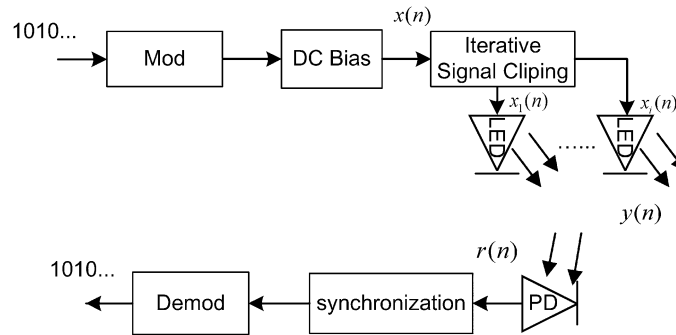 1010...
Mod
DC Bias
x(n)
Iterative
Signal Cliping
x₁(n)
xᵢ(n)
LED
......
LED
y(n)
1010...
Demod
synchronization
r(n)
PD